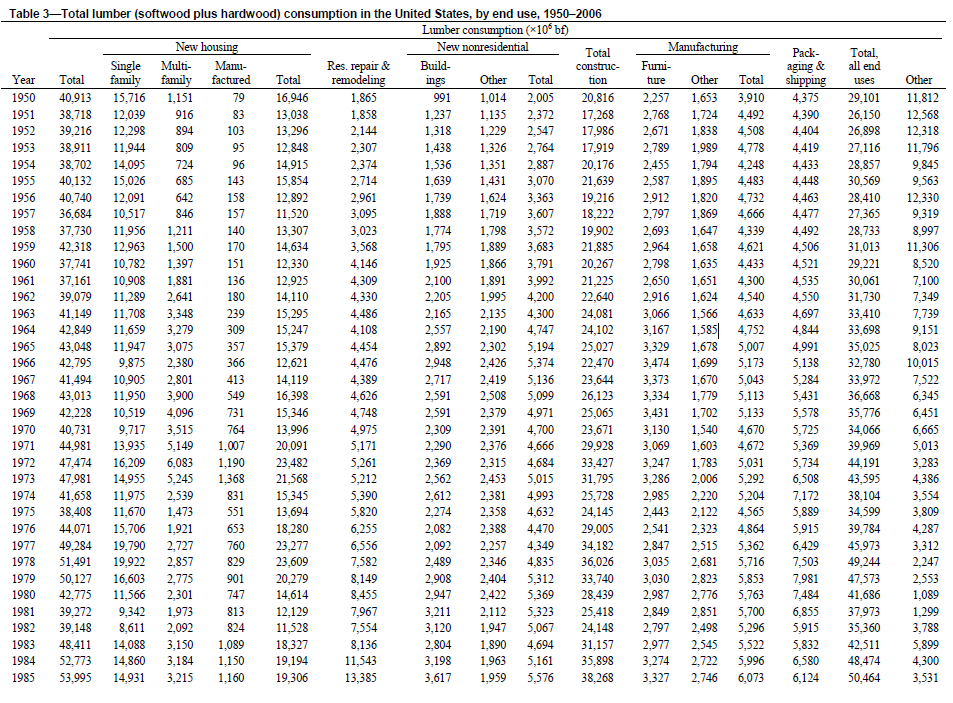 Table 3—Total lumber (softwood plus hardwood) consumption in the United States, by end use, 1950–2006
Lumber consumption (×10⁶ bf)
New housing New nonresidential Total Manufacturing Pack- Total,
Single Multi- Manu- Res. repair & Build- construc- Furni- aging & all end
Year Total family family factured Total remodeling ings Other Total tion ture Other Total shipping uses Other
1950 40,913 15,716 1,151 79 16,946 1,865 991 1,014 2,005 20,816 2,257 1,653 3,910 4,375 29,101 11,812
1951 38,718 12,039 916 83 13,038 1,858 1,237 1,135 2,372 17,268 2,768 1,724 4,492 4,390 26,150 12,568
1952 39,216 12,298 894 103 13,296 2,144 1,318 1,229 2,547 17,986 2,671 1,838 4,508 4,404 26,898 12,318
1953 38,911 11,944 809 95 12,848 2,307 1,438 1,326 2,764 17,919 2,789 1,989 4,778 4,419 27,116 11,796
1954 38,702 14,095 724 96 14,915 2,374 1,536 1,351 2,887 20,176 2,455 1,794 4,248 4,433 28,857 9,845
1955 40,132 15,026 685 143 15,854 2,714 1,639 1,431 3,070 21,639 2,587 1,895 4,483 4,448 30,569 9,563
1956 40,740 12,091 642 158 12,892 2,961 1,739 1,624 3,363 19,216 2,912 1,820 4,732 4,463 28,410 12,330
1957 36,684 10,517 846 157 11,520 3,095 1,888 1,719 3,607 18,222 2,797 1,869 4,666 4,477 27,365 9,319
1958 37,730 11,956 1,211 140 13,307 3,023 1,774 1,798 3,572 19,902 2,693 1,647 4,339 4,492 28,733 8,997
1959 42,318 12,963 1,500 170 14,634 3,568 1,795 1,889 3,683 21,885 2,964 1,658 4,621 4,506 31,013 11,306
1960 37,741 10,782 1,397 151 12,330 4,146 1,925 1,866 3,791 20,267 2,798 1,635 4,433 4,521 29,221 8,520
1961 37,161 10,908 1,881 136 12,925 4,309 2,100 1,891 3,992 21,225 2,650 1,651 4,300 4,535 30,061 7,100
1962 39,079 11,289 2,641 180 14,110 4,330 2,205 1,995 4,200 22,640 2,916 1,624 4,540 4,550 31,730 7,349
1963 41,149 11,708 3,348 239 15,295 4,486 2,165 2,135 4,300 24,081 3,066 1,566 4,633 4,697 33,410 7,739
1964 42,849 11,659 3,279 309 15,247 4,108 2,557 2,190 4,747 24,102 3,167 1,585 4,752 4,844 33,698 9,151
1965 43,048 11,947 3,075 357 15,379 4,454 2,892 2,302 5,194 25,027 3,329 1,678 5,007 4,991 35,025 8,023
1966 42,795 9,875 2,380 366 12,621 4,476 2,948 2,426 5,374 22,470 3,474 1,699 5,173 5,138 32,780 10,015
1967 41,494 10,905 2,801 413 14,119 4,389 2,717 2,419 5,136 23,644 3,373 1,670 5,043 5,284 33,972 7,522
1968 43,013 11,950 3,900 549 16,398 4,626 2,591 2,508 5,099 26,123 3,334 1,779 5,113 5,431 36,668 6,345
1969 42,228 10,519 4,096 731 15,346 4,748 2,591 2,379 4,971 25,065 3,431 1,702 5,133 5,578 35,776 6,451
1970 40,731 9,717 3,515 764 13,996 4,975 2,309 2,391 4,700 23,671 3,130 1,540 4,670 5,725 34,066 6,665
1971 44,981 13,935 5,149 1,007 20,091 5,171 2,290 2,376 4,666 29,928 3,069 1,603 4,672 5,369 39,969 5,013
1972 47,474 16,209 6,083 1,190 23,482 5,261 2,369 2,315 4,684 33,427 3,247 1,783 5,031 5,734 44,191 3,283
1973 47,981 14,955 5,245 1,368 21,568 5,212 2,562 2,453 5,015 31,795 3,286 2,006 5,292 6,508 43,595 4,386
1974 41,658 11,975 2,539 831 15,345 5,390 2,612 2,381 4,993 25,728 2,985 2,220 5,204 7,172 38,104 3,554
1975 38,408 11,670 1,473 551 13,694 5,820 2,274 2,358 4,632 24,145 2,443 2,122 4,565 5,889 34,599 3,809
1976 44,071 15,706 1,921 653 18,280 6,255 2,082 2,388 4,470 29,005 2,541 2,323 4,864 5,915 39,784 4,287
1977 49,284 19,790 2,727 760 23,277 6,556 2,092 2,257 4,349 34,182 2,847 2,515 5,362 6,429 45,973 3,312
1978 51,491 19,922 2,857 829 23,609 7,582 2,489 2,346 4,835 36,026 3,035 2,681 5,716 7,503 49,244 2,247
1979 50,127 16,603 2,775 901 20,279 8,149 2,908 2,404 5,312 33,740 3,030 2,823 5,853 7,981 47,573 2,553
1980 42,775 11,566 2,301 747 14,614 8,455 2,947 2,422 5,369 28,439 2,987 2,776 5,763 7,484 41,686 1,089
1981 39,272 9,342 1,973 813 12,129 7,967 3,211 2,112 5,323 25,418 2,849 2,851 5,700 6,855 37,973 1,299
1982 39,148 8,611 2,092 824 11,528 7,554 3,120 1,947 5,067 24,148 2,797 2,498 5,296 5,915 35,360 3,788
1983 48,411 14,088 3,150 1,089 18,327 8,136 2,804 1,890 4,694 31,157 2,977 2,545 5,522 5,832 42,511 5,899
1984 52,773 14,860 3,184 1,150 19,194 11,543 3,198 1,963 5,161 35,898 3,274 2,722 5,996 6,580 48,474 4,300
1985 53,995 14,931 3,215 1,160 19,306 13,385 3,617 1,959 5,576 38,268 3,327 2,746 6,073 6,124 50,464 3,531